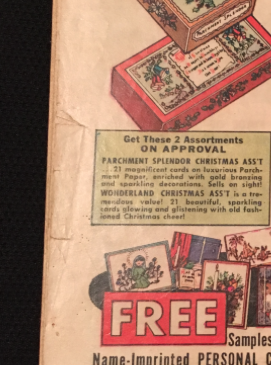 PARCHMENT SPLENDOR
Get These 2 Assortments
ON APPROVAL
PARCHMENT SPLENDOR CHRISTMAS ASS'T
. . . 21 magnificent cards on luxurious Parch-
ment Paper, enriched with gold bronzing
and sparkling decorations. Sells on sight!
WONDERLAND CHRISTMAS ASS'T is a tre-
mendous value! 21 beautiful, sparkling
cards glowing and glistening with old fash-
ioned Christmas cheer!
FREE
Samples
Name-Imprinted PERSONAL C